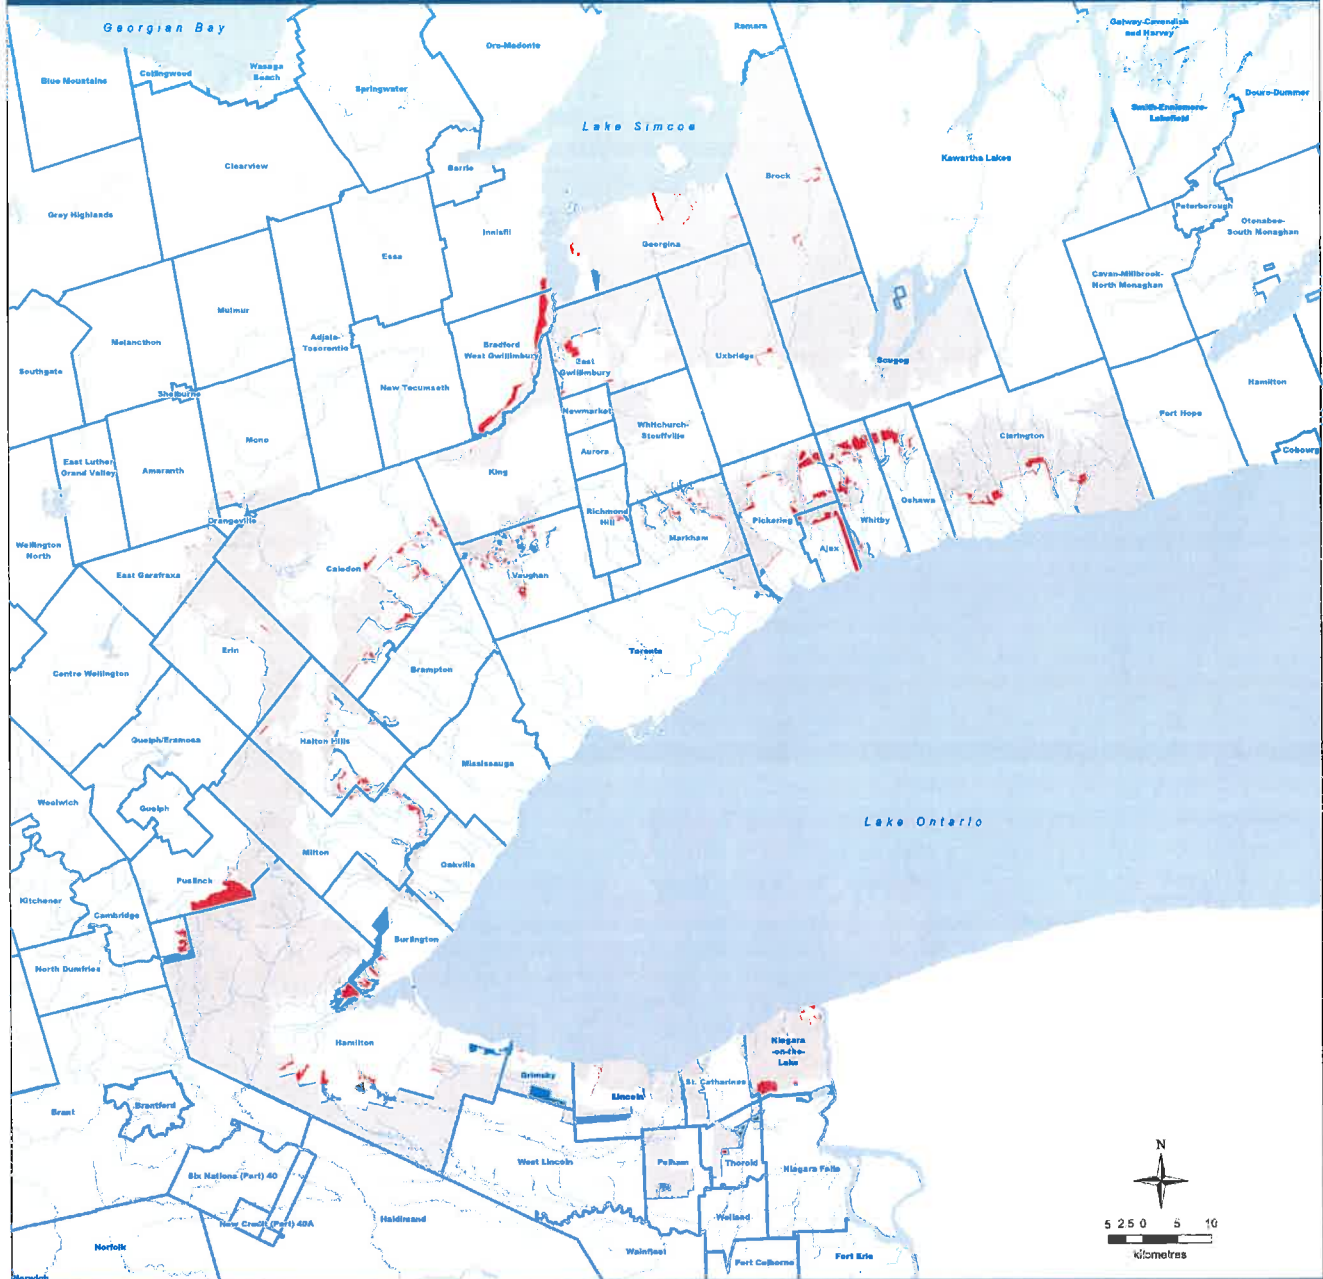 Georgian Bay
Ramara
Galway-Cavendish
and Harvey
Oro-Medonte
Collingwood
Wasaga
Beach
Blue Mountains
Springwater
Douro-Dummer
Smith-Ennismore-
Lakefield
Lake Simcoe
Kawartha Lakes
Clearview
Barrie
Brock
Peterborough
Grey Highlands
Otonabee-
South Monaghan
Innisfil
Georgina
Essa
Cavan-Millbrook-
North Monaghan
Mulmur
Melancthon
Adjala-
Tosorontio
Bradford
West Gwillimbury
Uxbridge
Scugog
East
Gwillimbury
Southgate
New Tecumseth
Hamilton
Shelburne
Newmarket
Port Hope
Whitchurch-
Stouffville
Mono
Clarington
Aurora
Cobourg
East Luther
Grand Valley
Amaranth
King
Oshawa
Richmond
Hill
Orangeville
Pickering
Whitby
Markham
Wellington
North
Ajax
Caledon
East Garafraxa
Vaughan
Erin
Toronto
Centre Wellington
Brampton
Guelph/Eramosa
Halton Hills
Mississauga
Woolwich
Guelph
Lake Ontario
Milton
Oakville
Puslinch
Kitchener
Cambridge
Burlington
North Dumfries
Hamilton
Niagara
-on-the-
Lake
Grimsby
St. Catharines
Lincoln
Brant
Brantford
N
West Lincoln
Pelham
Thorold
Niagara Falls
Six Nations (Part) 40
Haldimand
Welland
New Credit (Part) 40A
5 2.5 0 5 10
kilometres
Norfolk
Wainfleet
Fort Erie
Port Colborne
Norwich